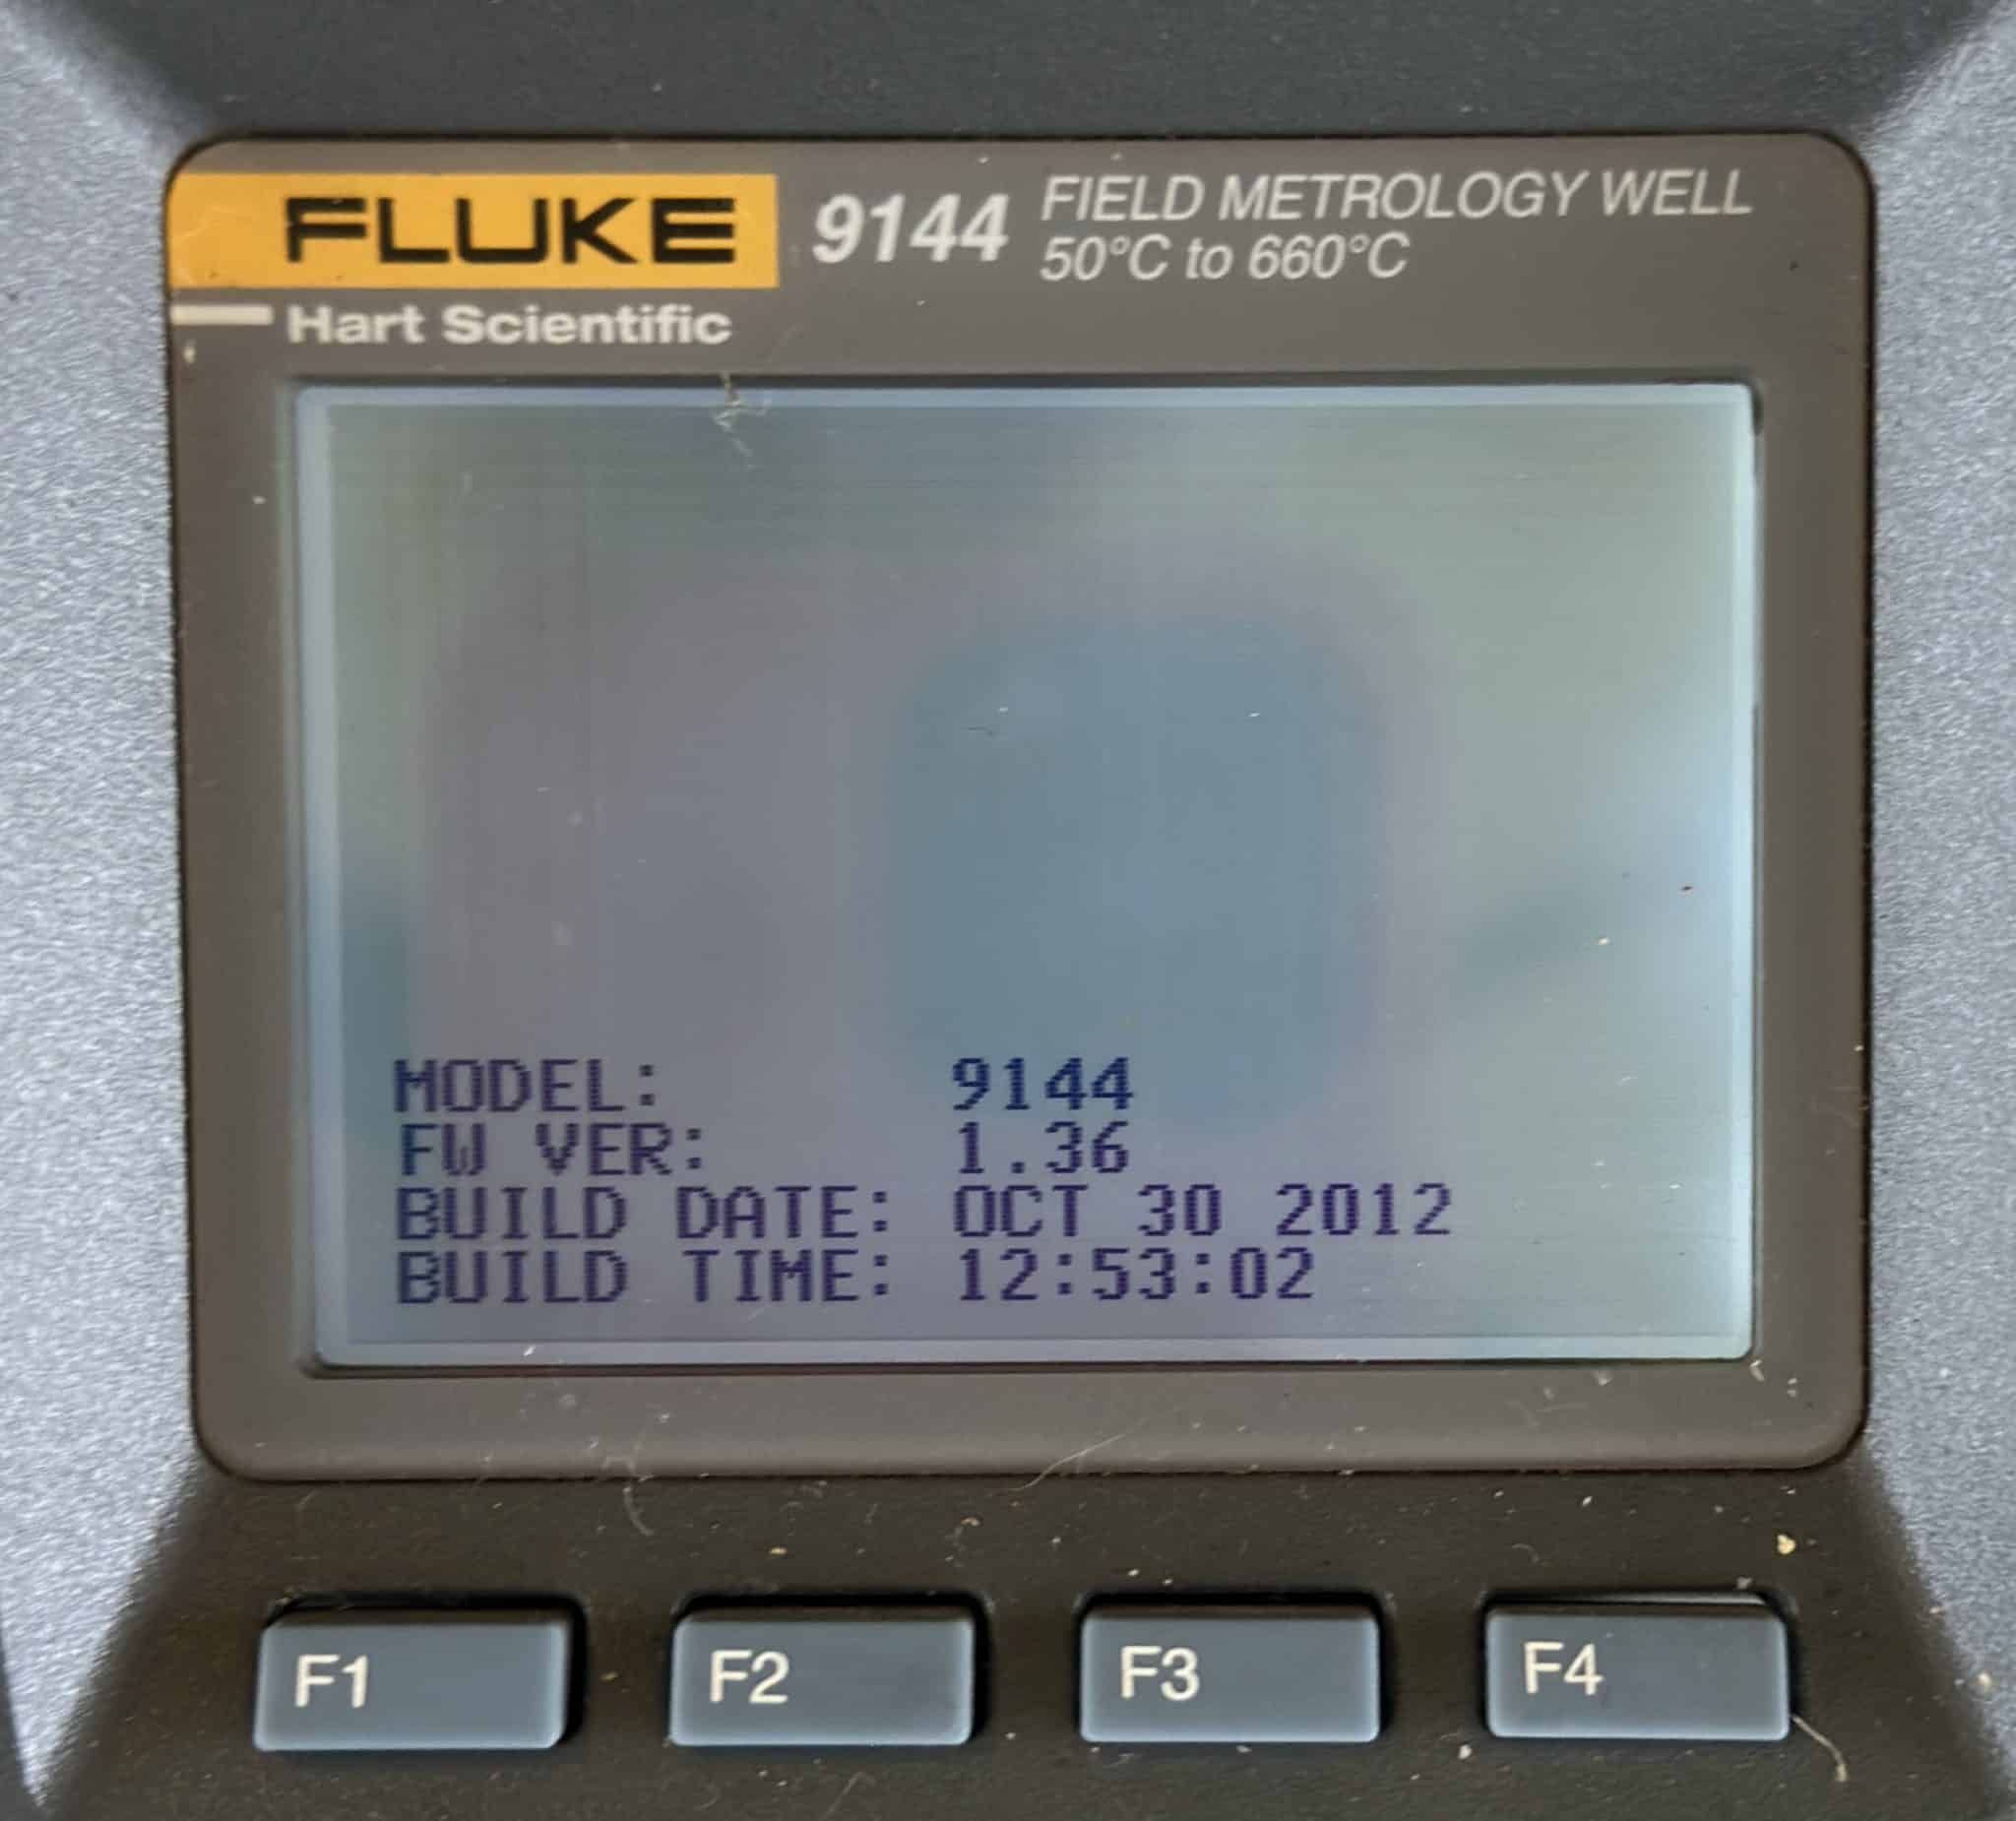 FLUKE 9144 FIELD METROLOGY WELL
50°C to 660°C
Hart Scientific
MODEL: 9144
FW VER: 1.36
BUILD DATE: OCT 30 2012
BUILD TIME: 12:53:02
F1 F2 F3 F4